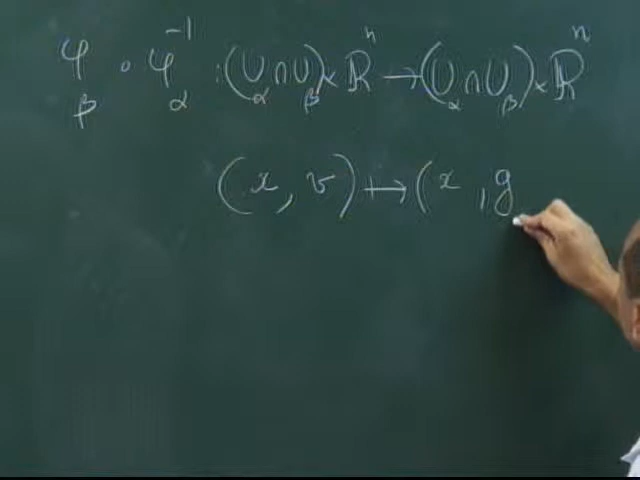 φ_β ∘ φ_α^{-1} : (U_α ∩ U_β) × ℝ^n → (U_α ∩ U_β) × ℝ^n
(x, v) ↦ (x, g